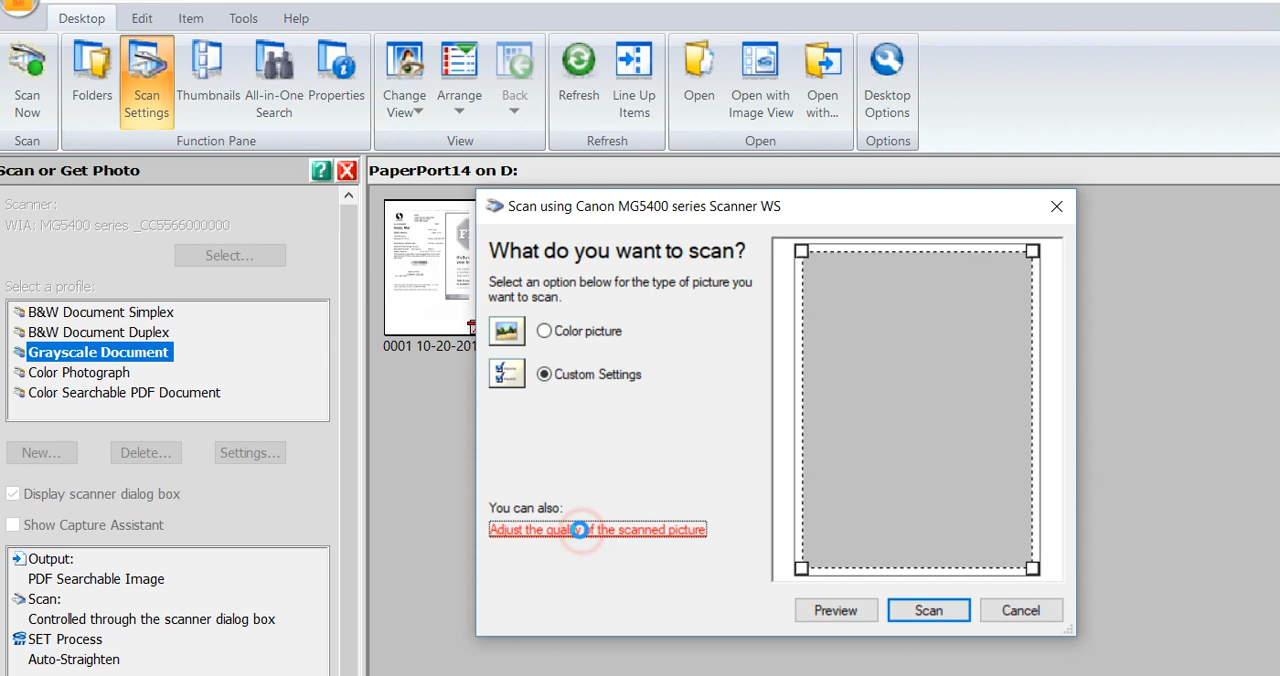 Desktop Edit Item Tools Help
Scan Now
Folders
Scan Settings
Thumbnails
All-in-One Search
Properties
Change View
Arrange
Back
Refresh
Line Up Items
Open
Open with Image View
Open with...
Desktop Options
Scan Function Pane View Refresh Open Options
Scan or Get Photo
Scanner:
WIA: MG5400 series _CC5566000000
Select...
Select a profile:
B&W Document Simplex
B&W Document Duplex
Grayscale Document
Color Photograph
Color Searchable PDF Document
New... Delete... Settings...
Display scanner dialog box
Show Capture Assistant
Output:
PDF Searchable Image
Scan:
Controlled through the scanner dialog box
SET Process
Auto-Straighten
PaperPort14 on D:
0001 10-20-201
Scan using Canon MG5400 series Scanner WS
What do you want to scan?
Select an option below for the type of picture you
want to scan.
Color picture
Custom Settings
You can also:
Adjust the quality of the scanned picture
Preview Scan Cancel